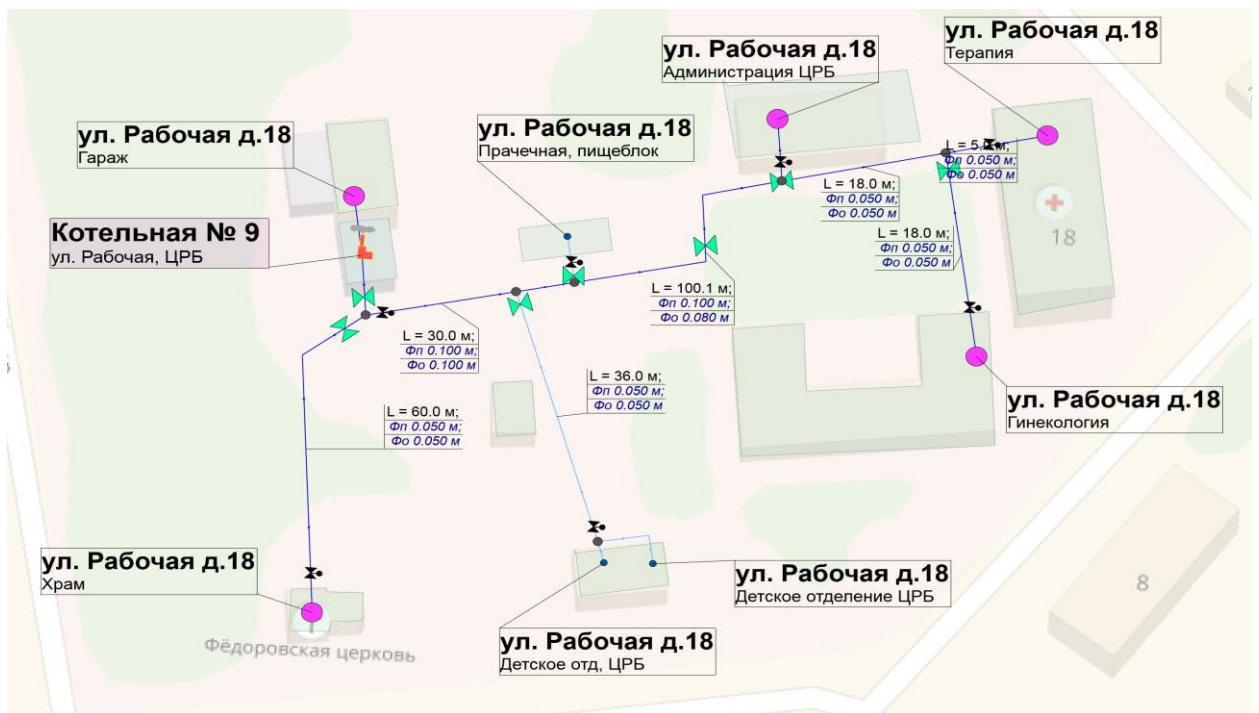 ул. Рабочая д.18
Терапия
ул. Рабочая д.18
Администрация ЦРБ
ул. Рабочая д.18
Прачечная, пищеблок
ул. Рабочая д.18
Гараж
Котельная № 9
ул. Рабочая, ЦРБ
L = 5.0 м;
Фп 0.050 м;
Фо 0.050 м
L = 18.0 м;
Фп 0.050 м;
Фо 0.050 м
L = 18.0 м;
Фп 0.050 м;
Фо 0.050 м
18
L = 100.1 м;
Фп 0.100 м;
Фо 0.080 м
L = 30.0 м;
Фп 0.100 м;
Фо 0.100 м
L = 36.0 м;
Фп 0.050 м;
Фо 0.050 м
L = 60.0 м;
Фп 0.050 м;
Фо 0.050 м
ул. Рабочая д.18
Гинекология
ул. Рабочая д.18
Храм
ул. Рабочая д.18
Детское отделение ЦРБ
8
ул. Рабочая д.18
Детское отд, ЦРБ
Фёдоровская церковь